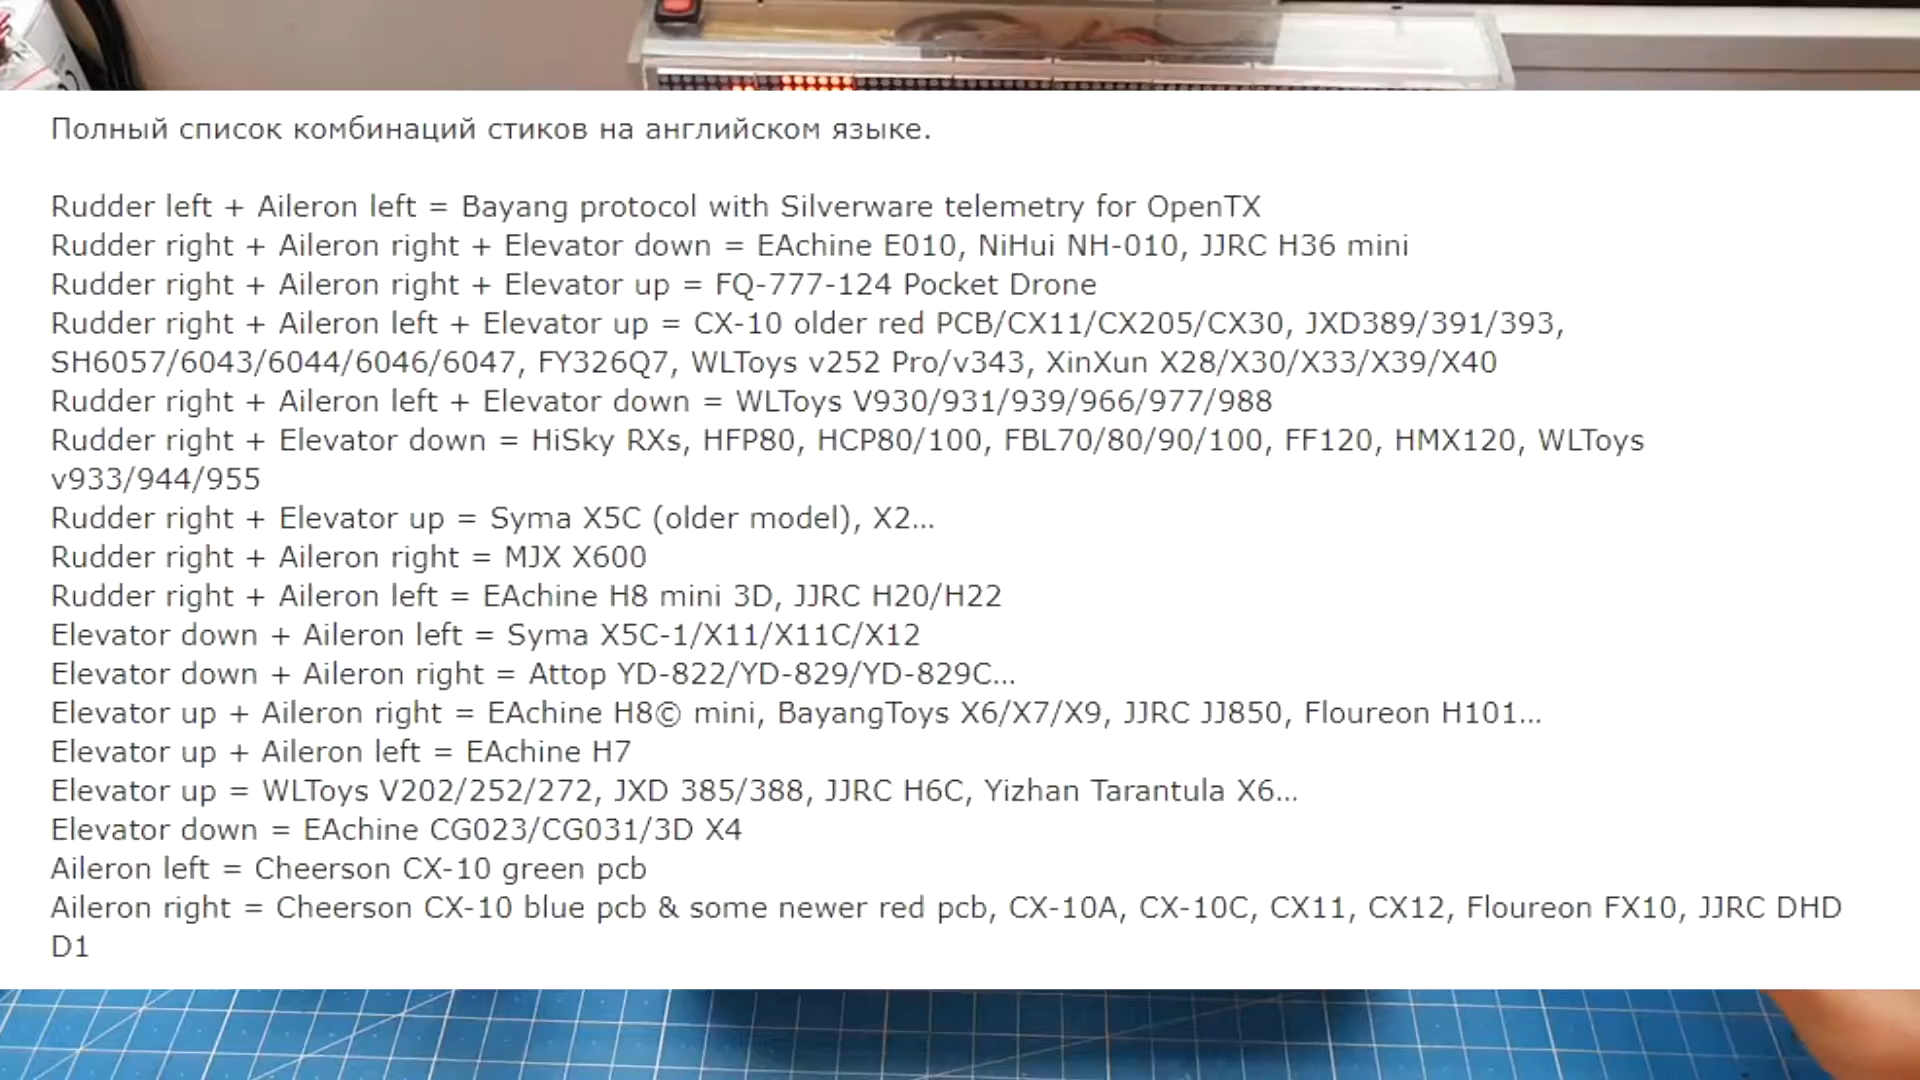 Полный список комбинаций стиков на английском языке.
Rudder left + Aileron left = Bayang protocol with Silverware telemetry for OpenTX
Rudder right + Aileron right + Elevator down = EAchine E010, NiHui NH-010, JJRC H36 mini
Rudder right + Aileron right + Elevator up = FQ-777-124 Pocket Drone
Rudder right + Aileron left + Elevator up = CX-10 older red PCB/CX11/CX205/CX30, JXD389/391/393,
SH6057/6043/6044/6046/6047, FY326Q7, WLToys v252 Pro/v343, XinXun X28/X30/X33/X39/X40
Rudder right + Aileron left + Elevator down = WLToys V930/931/939/966/977/988
Rudder right + Elevator down = HiSky RXs, HFP80, HCP80/100, FBL70/80/90/100, FF120, HMX120, WLToys
v933/944/955
Rudder right + Elevator up = Syma X5C (older model), X2...
Rudder right + Aileron right = MJX X600
Rudder right + Aileron left = EAchine H8 mini 3D, JJRC H20/H22
Elevator down + Aileron left = Syma X5C-1/X11/X11C/X12
Elevator down + Aileron right = Attop YD-822/YD-829/YD-829C...
Elevator up + Aileron right = EAchine H8© mini, BayangToys X6/X7/X9, JJRC JJ850, Floureon H101...
Elevator up + Aileron left = EAchine H7
Elevator up = WLToys V202/252/272, JXD 385/388, JJRC H6C, Yizhan Tarantula X6...
Elevator down = EAchine CG023/CG031/3D X4
Aileron left = Cheerson CX-10 green pcb
Aileron right = Cheerson CX-10 blue pcb & some newer red pcb, CX-10A, CX-10C, CX11, CX12, Floureon FX10, JJRC DHD
D1